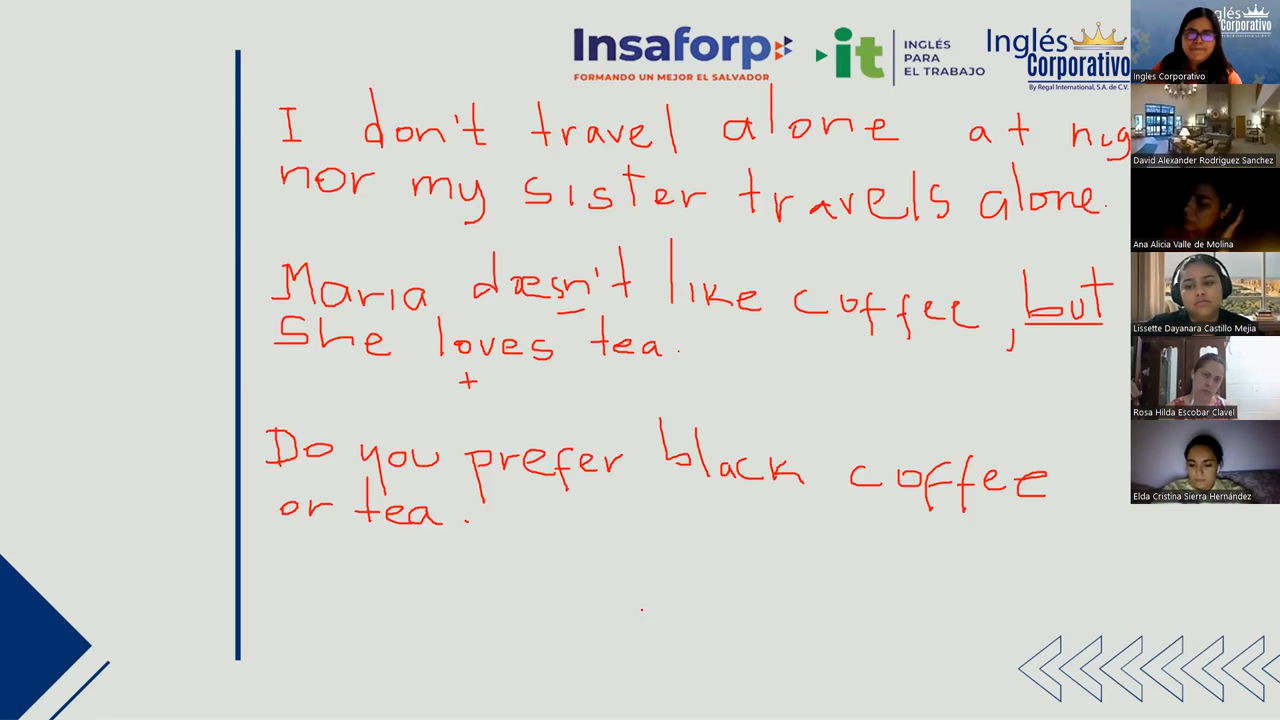 Insaforp
FORMANDO UN MEJOR EL SALVADOR
it
INGLÉS
PARA
EL TRABAJO
Inglés
Corporativo
By Regal International, S.A. de C.V.
I don't travel alone at nig
nor my sister travels alone.
Maria doesn't like coffee, but
She loves tea.
+
Do you prefer black coffee
or tea.
glés
Corporativo
Ingles Corporativo
David Alexander Rodriguez Sanchez
Ana Alicia Valle de Molina
Lissette Dayanara Castillo Mejia
Rosa Hilda Escobar Clavel
Elda Cristina Sierra Hernández